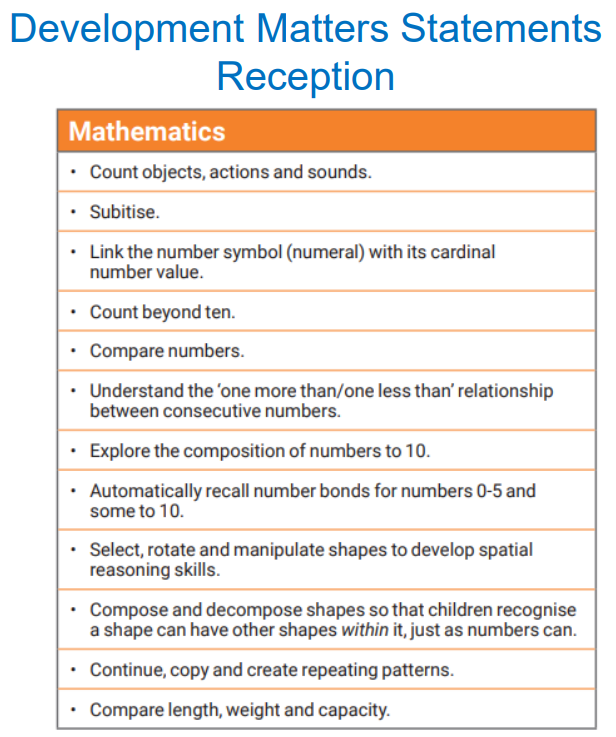 Development Matters Statements
Reception
Mathematics
• Count objects, actions and sounds.
• Subitise.
• Link the number symbol (numeral) with its cardinal
number value.
• Count beyond ten.
• Compare numbers.
• Understand the ‘one more than/one less than’ relationship
between consecutive numbers.
• Explore the composition of numbers to 10.
• Automatically recall number bonds for numbers 0-5 and
some to 10.
• Select, rotate and manipulate shapes to develop spatial
reasoning skills.
• Compose and decompose shapes so that children recognise
a shape can have other shapes within it, just as numbers can.
• Continue, copy and create repeating patterns.
• Compare length, weight and capacity.